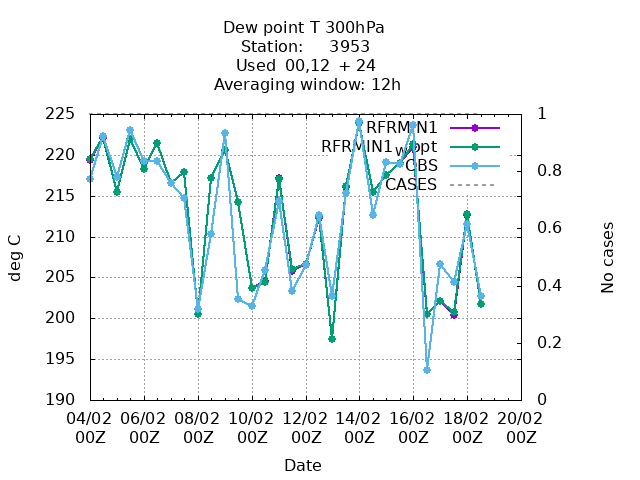 Dew point T 300hPa
Station: 3953
Used 00,12 + 24
Averaging window: 12h
225
220
215
210
205
200
195
190
1
0.8
0.6
0.4
0.2
0
RFRMIN1
RFRMIN1wopt
OBS
CASES
deg C
No cases
04/02 06/02 08/02 10/02 12/02 14/02 16/02 18/02 20/02
00Z 00Z 00Z 00Z 00Z 00Z 00Z 00Z 00Z
Date